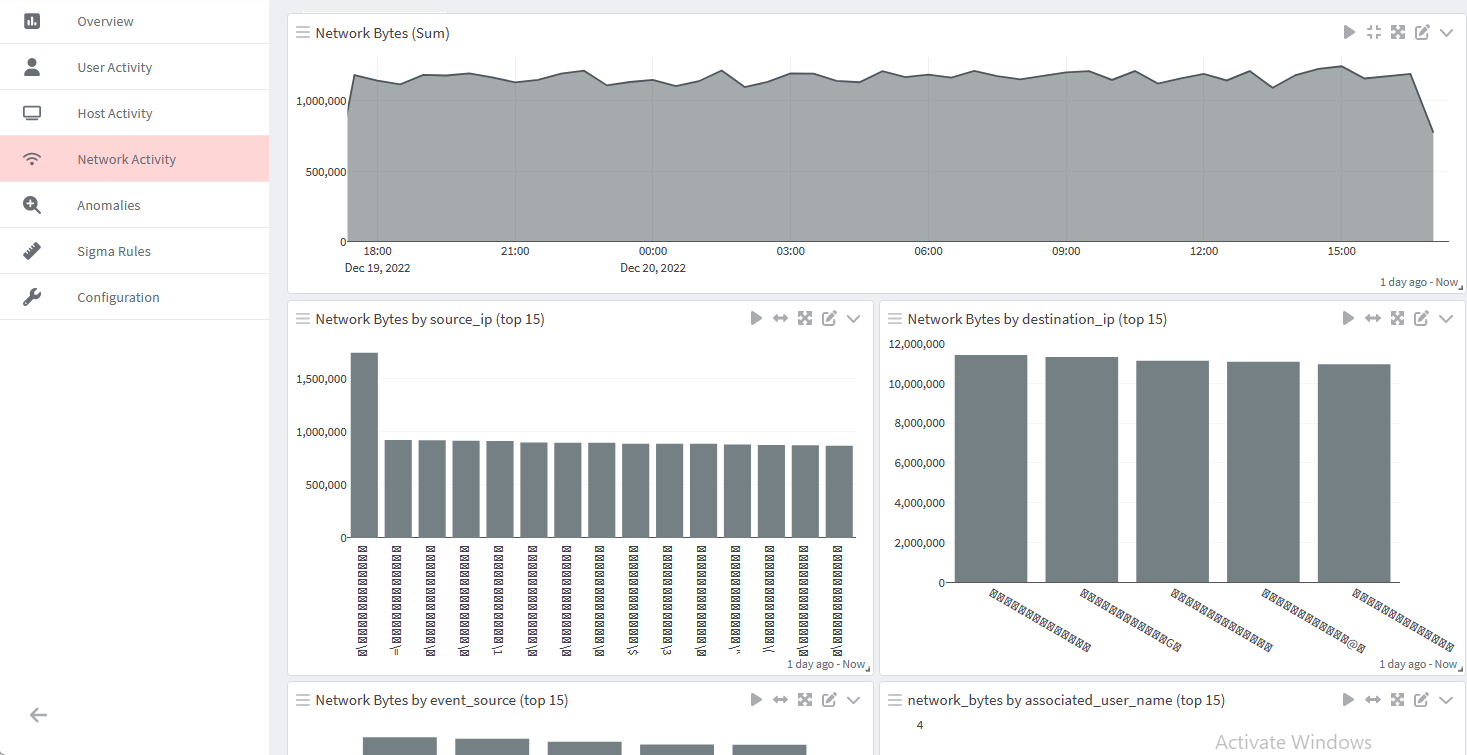 Overview
User Activity
Host Activity
Network Activity
Anomalies
Sigma Rules
Configuration
Network Bytes (Sum)
1,000,000
500,000
0
18:00
21:00
00:00
03:00
06:00
09:00
12:00
15:00
Dec 19, 2022
Dec 20, 2022
1 day ago - Now
Network Bytes by source_ip (top 15)
1,500,000
1,000,000
500,000
0
1 day ago - Now
Network Bytes by destination_ip (top 15)
12,000,000
10,000,000
8,000,000
6,000,000
4,000,000
2,000,000
0
1 day ago - Now
Network Bytes by event_source (top 15)
network_bytes by associated_user_name (top 15)
4
Activate Windows